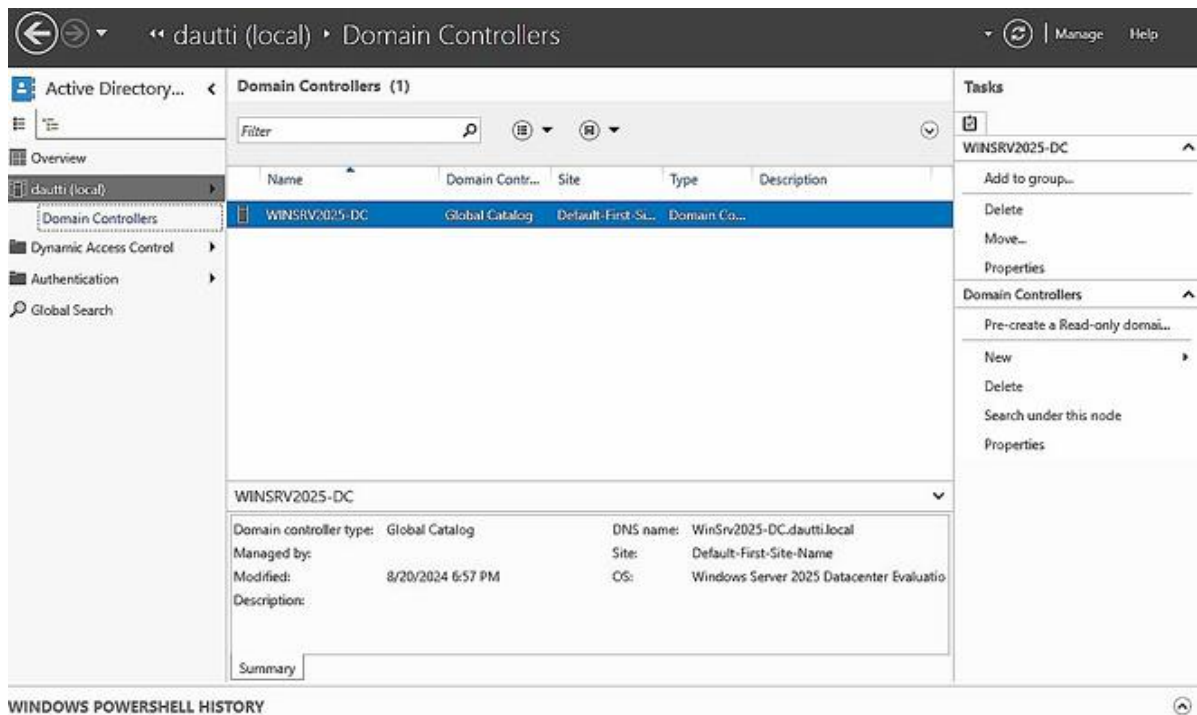 dautti (local) • Domain Controllers
Manage Help
Active Directory...
Overview
dautti (local)
Domain Controllers
Dynamic Access Control
Authentication
Global Search
Domain Controllers (1)
Filter
Name Domain Contr... Site Type Description
WINSRV2025-DC Global Catalog Default-First-Si... Domain Co...
WINSRV2025-DC
Domain controller type: Global Catalog DNS name: WinSrv2025-DC.dautti.local
Managed by: Site: Default-First-Site-Name
Modified: 8/20/2024 6:57 PM OS: Windows Server 2025 Datacenter Evaluatio
Description:
Summary
Tasks
WINSRV2025-DC
Add to group...
Delete
Move...
Properties
Domain Controllers
Pre-create a Read-only domai...
New
Delete
Search under this node
Properties
WINDOWS POWERSHELL HISTORY